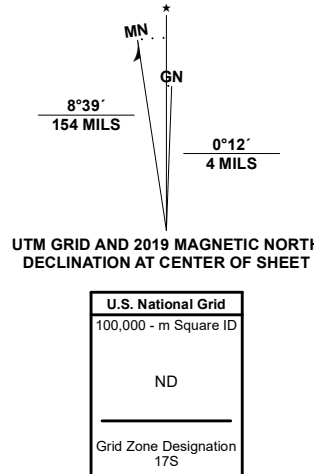 ★
MN
GN
8°39´
154 MILS
0°12´
4 MILS
UTM GRID AND 2019 MAGNETIC NORTH
DECLINATION AT CENTER OF SHEET
U.S. National Grid
100,000 - m Square ID
ND
Grid Zone Designation
17S